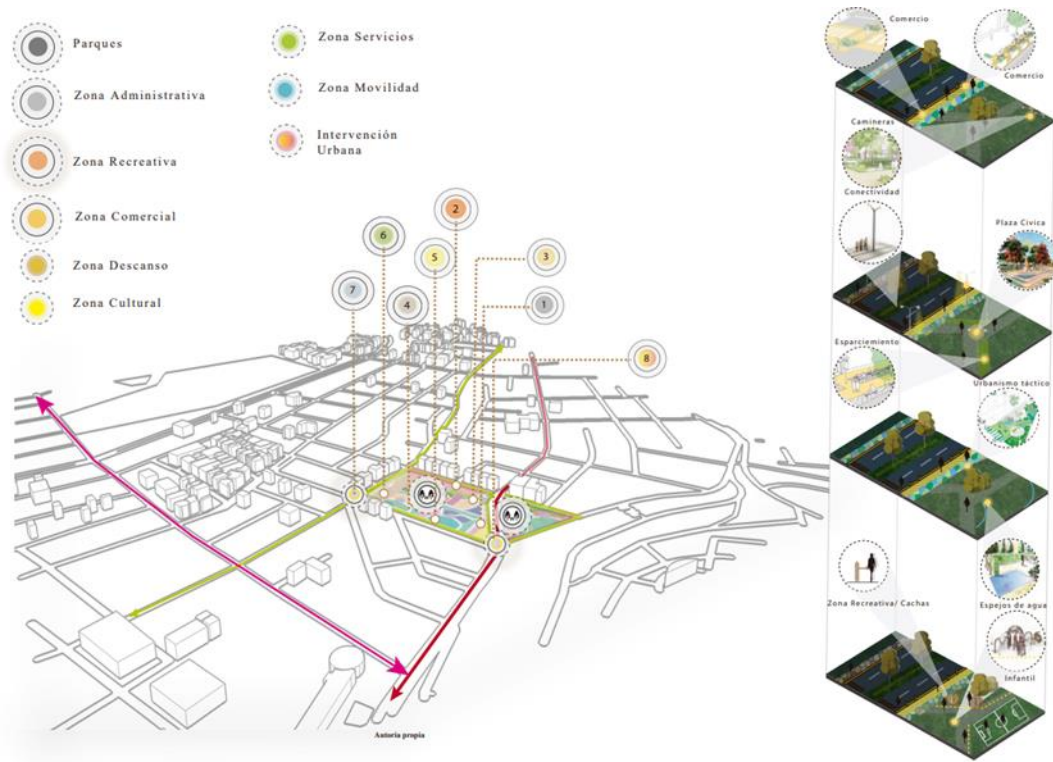 Parques
Zona Administrativa
Zona Recreativa
Zona Comercial
Zona Descanso
Zona Cultural
Zona Servicios
Zona Movilidad
Intervención
Urbana
2
6
5
3
7
4
1
8
Autoría propia
Comercio
Comercio
Camineras
Conectividad
Plaza Civica
Esparciemiento
Urbanismo táctico
Zona Recreativa/ Cachas
Espejos de agua
Infantil